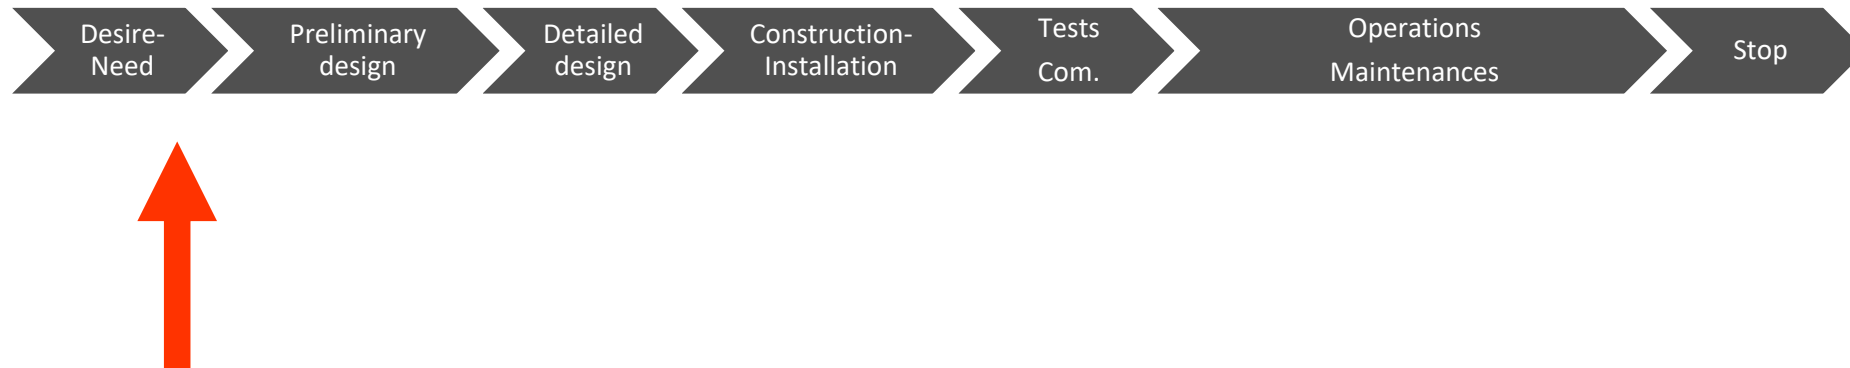 Desire-
Need
Preliminary
design
Detailed
design
Construction-
Installation
Tests
Com.
Operations
Maintenances
Stop